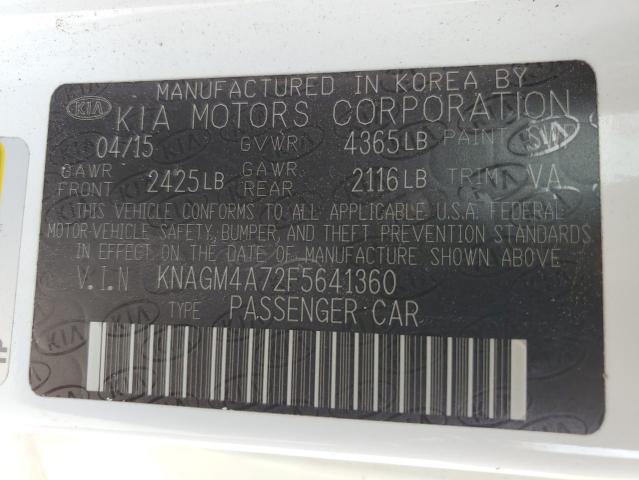 MANUFACTURED IN KOREA BY
KIA KIA MOTORS CORPORATION
04/15 GVWR 4365LB PAINT
GAWR FRONT 2425LB GAWR REAR 2116LB TRIM VA
THIS VEHICLE CONFORMS TO ALL APPLICABLE U.S.A. FEDERAL
MOTOR-VEHICLE SAFETY, BUMPER, AND THEFT PREVENTION STANDARDS
IN EFFECT ON THE DATE OF MANUFACTURE SHOWN ABOVE.
V.I.N KNAGM4A72F5641360
TYPE PASSENGER CAR